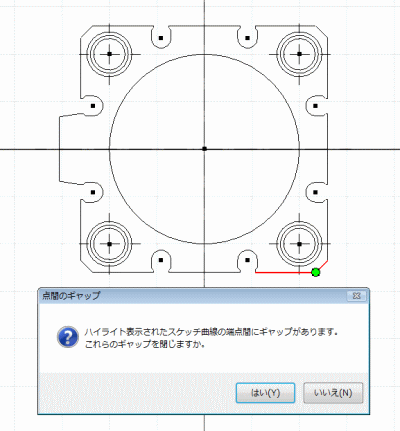 点間のギャップ
ハイライト表示されたスケッチ曲線の端点間にギャップがあります。
これらのギャップを閉じますか。
はい(Y)
いいえ(N)